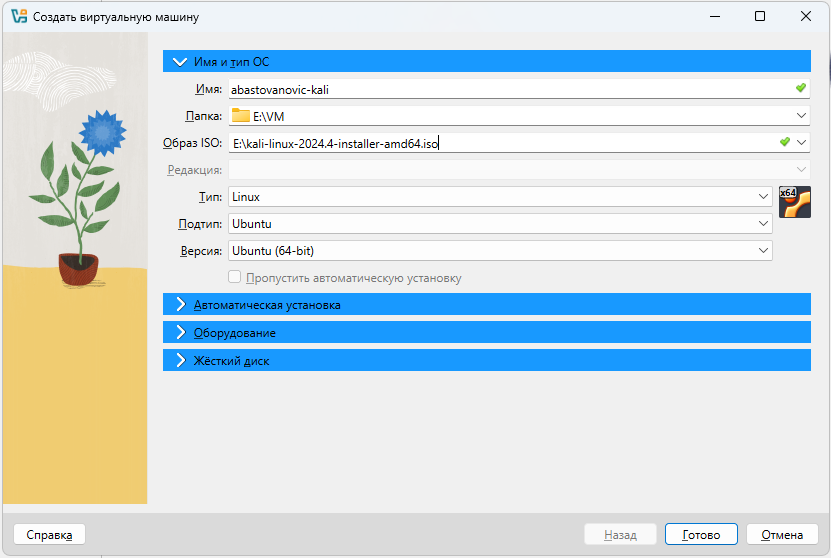 Создать виртуальную машину
Имя и тип ОС
Имя: abastovanovic-kali
Папка: E:\VM
Образ ISO: E:\kali-linux-2024.4-installer-amd64.iso
Редакция:
Тип: Linux
x64
Подтип: Ubuntu
Версия: Ubuntu (64-bit)
Пропустить автоматическую установку
Автоматическая установка
Оборудование
Жёсткий диск
Справка Назад Готово Отмена